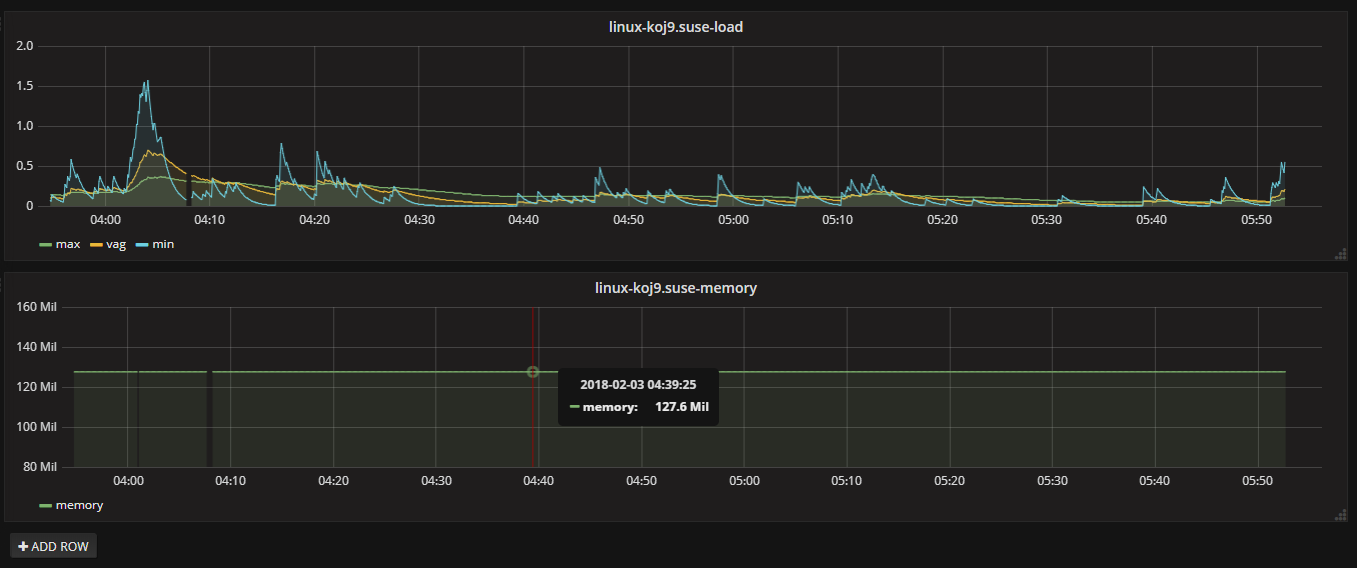 linux-koj9.suse-load
2.0
1.5
1.0
0.5
0
04:00 04:10 04:20 04:30 04:40 04:50 05:00 05:10 05:20 05:30 05:40 05:50
max vag min
linux-koj9.suse-memory
160 Mil
140 Mil
120 Mil
100 Mil
80 Mil
2018-02-03 04:39:25
memory: 127.6 Mil
04:00 04:10 04:20 04:30 04:40 04:50 05:00 05:10 05:20 05:30 05:40 05:50
memory
+ ADD ROW